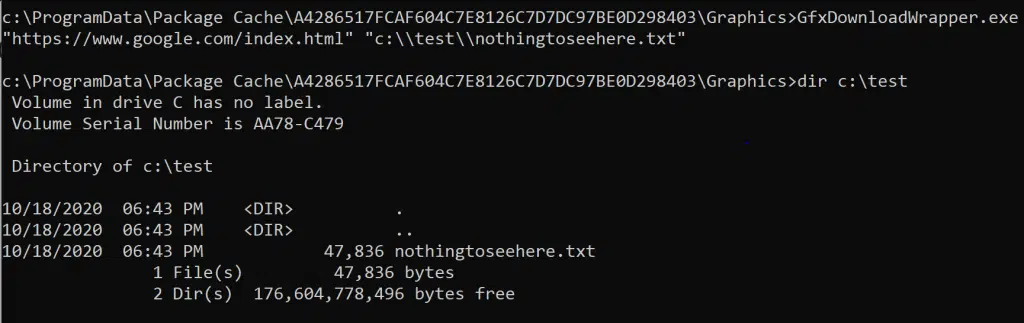 c:\ProgramData\Package Cache\A4286517FCAF604C7E8126C7D7DC97BE0D298403\Graphics>GfxDownloadWrapper.exe
"https://www.google.com/index.html" "c:\\test\\nothingtoseehere.txt"
c:\ProgramData\Package Cache\A4286517FCAF604C7E8126C7D7DC97BE0D298403\Graphics>dir c:\test
Volume in drive C has no label.
Volume Serial Number is AA78-C479
Directory of c:\test
10/18/2020  06:43 PM    <DIR>          .
10/18/2020  06:43 PM    <DIR>          ..
10/18/2020  06:43 PM            47,836 nothingtoseehere.txt
1 File(s)         47,836 bytes
2 Dir(s)  176,604,778,496 bytes free